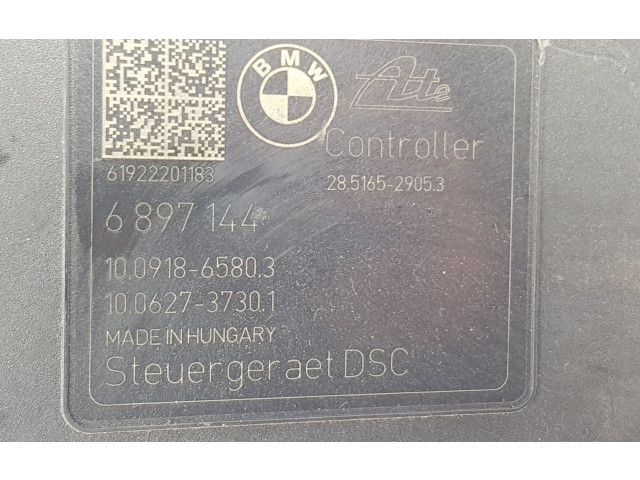 BMW
Ate
Controller
61922201183
28.5165-2905.3
6 897 144
10.0918-6580.3
10.0627-3730.1
MADE IN HUNGARY
Steuergeraet DSC